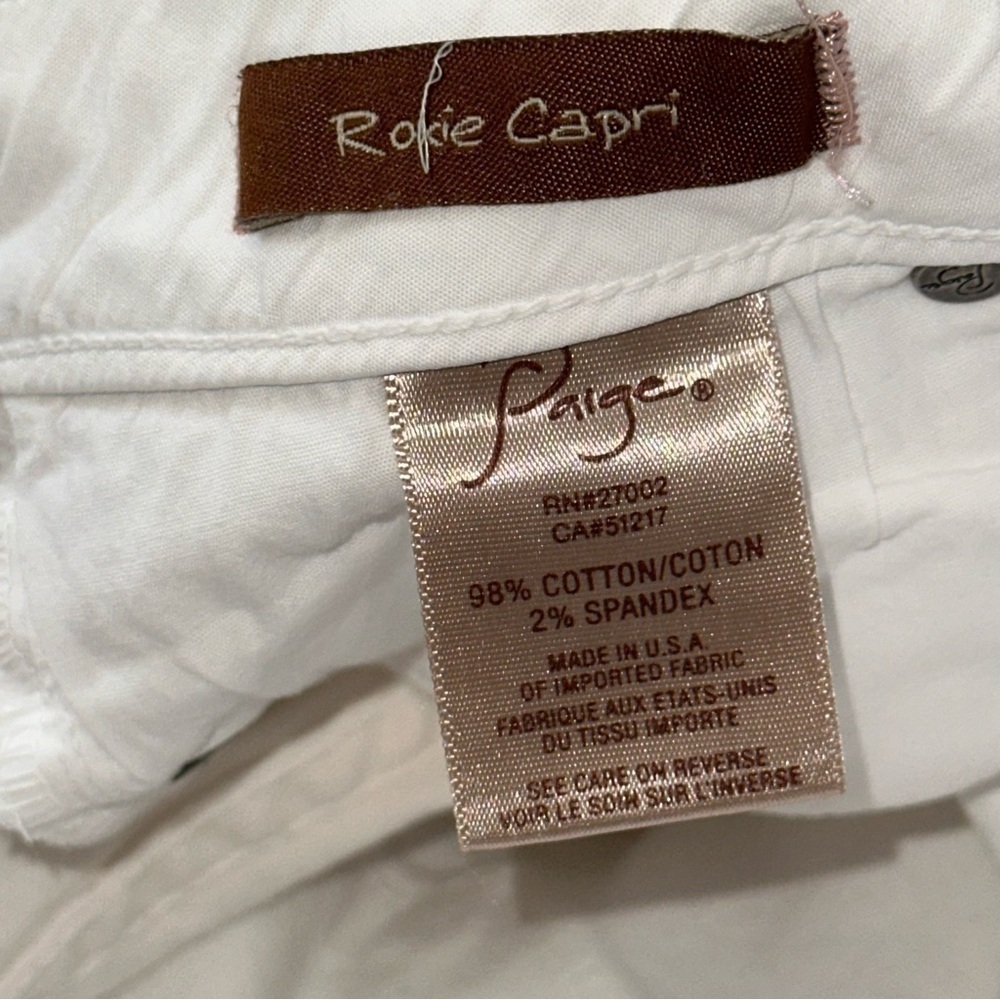 Rokie Capri
Paige®
RN#27002
CA#51217
98% COTTON/COTON
2% SPANDEX
MADE IN U.S.A.
OF IMPORTED FABRIC
FABRIQUE AUX ETATS-UNIS
DU TISSU IMPORTE
SEE CARE ON REVERSE
VOIR LE SOIN SUR L'INVERSE